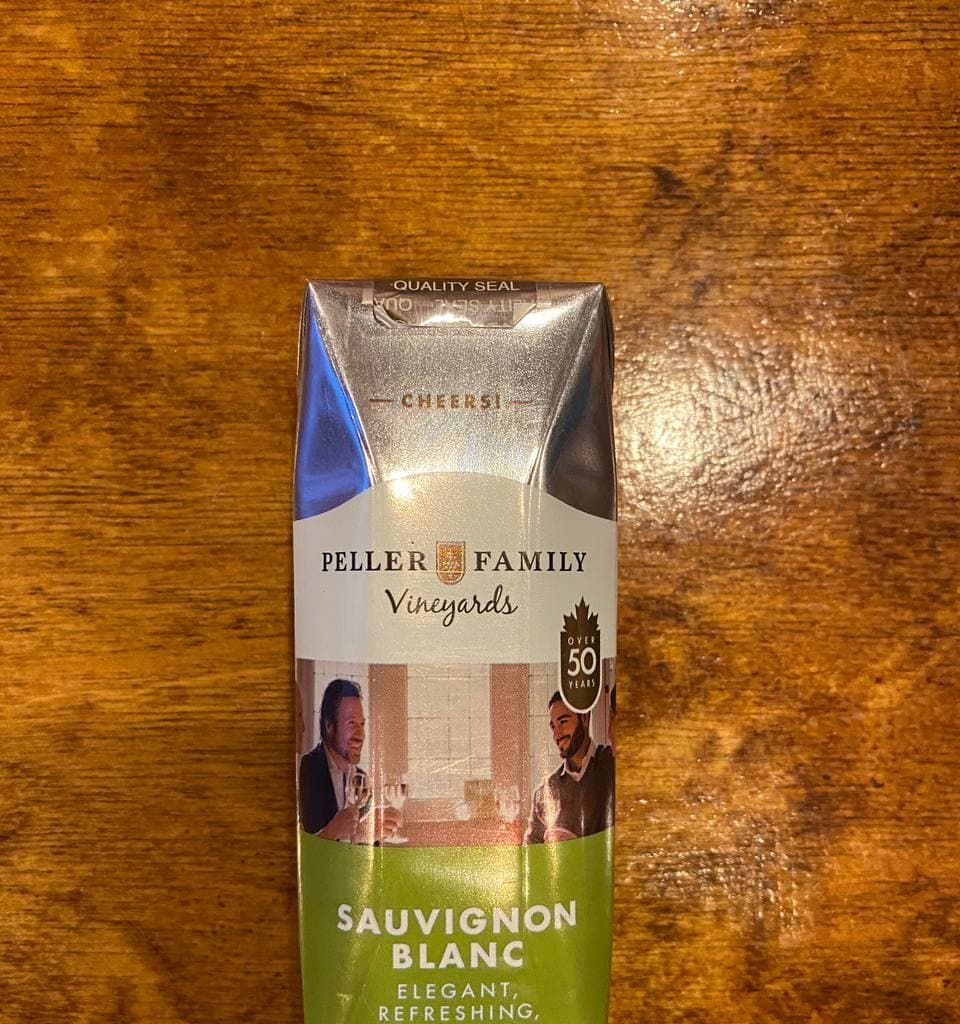 QUALITY SEAL
— CHEERS! —
PELLER FAMILY
Vineyards
OVER
50
YEARS
SAUVIGNON
BLANC
ELEGANT,
REFRESHING,